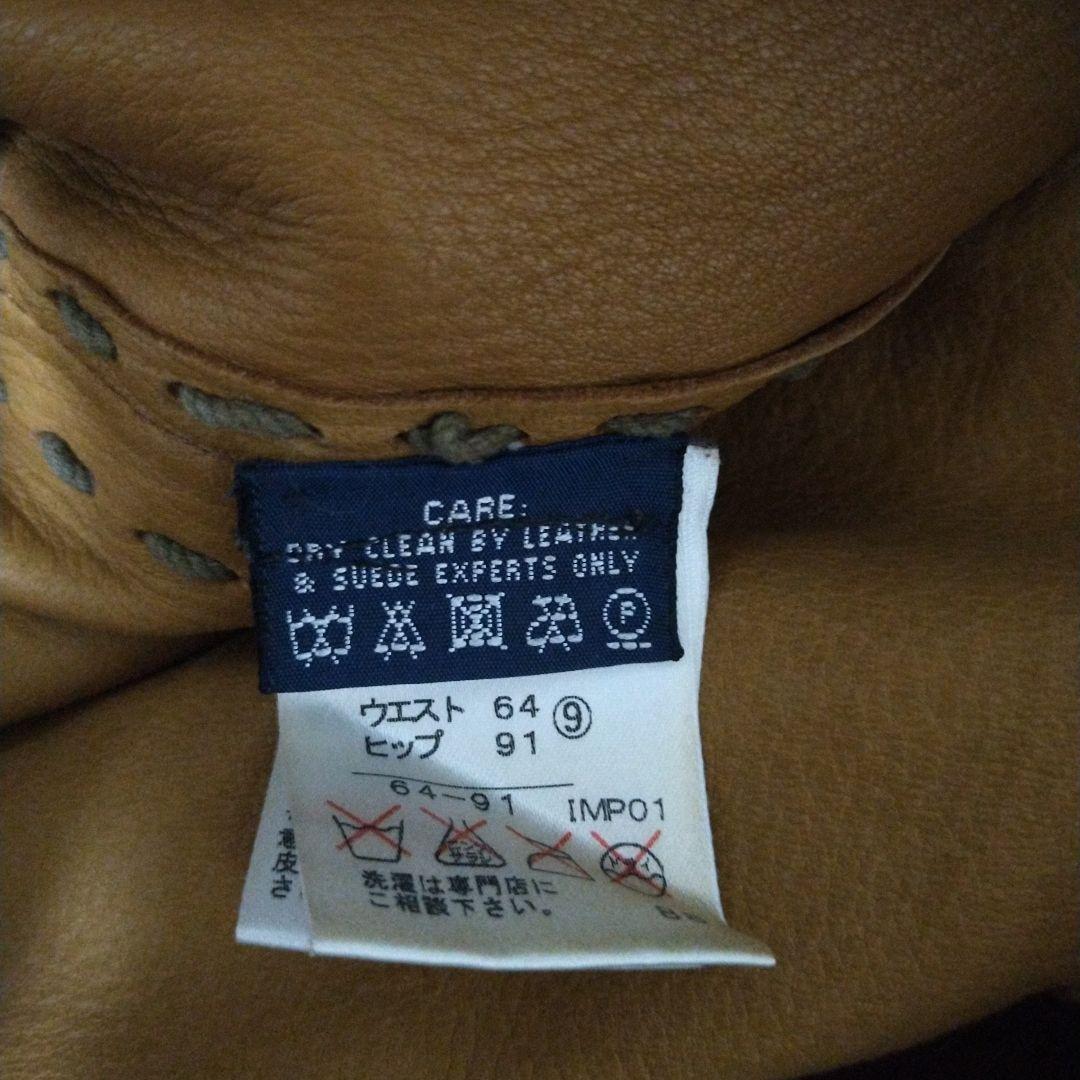 CARE:
DRY CLEAN BY LEATHER
& SUEDE EXPERTS ONLY
P
ウエスト 64 ⑨
ヒップ 91
64-91
IMP01
洗濯は専門店に
ご相談下さい。